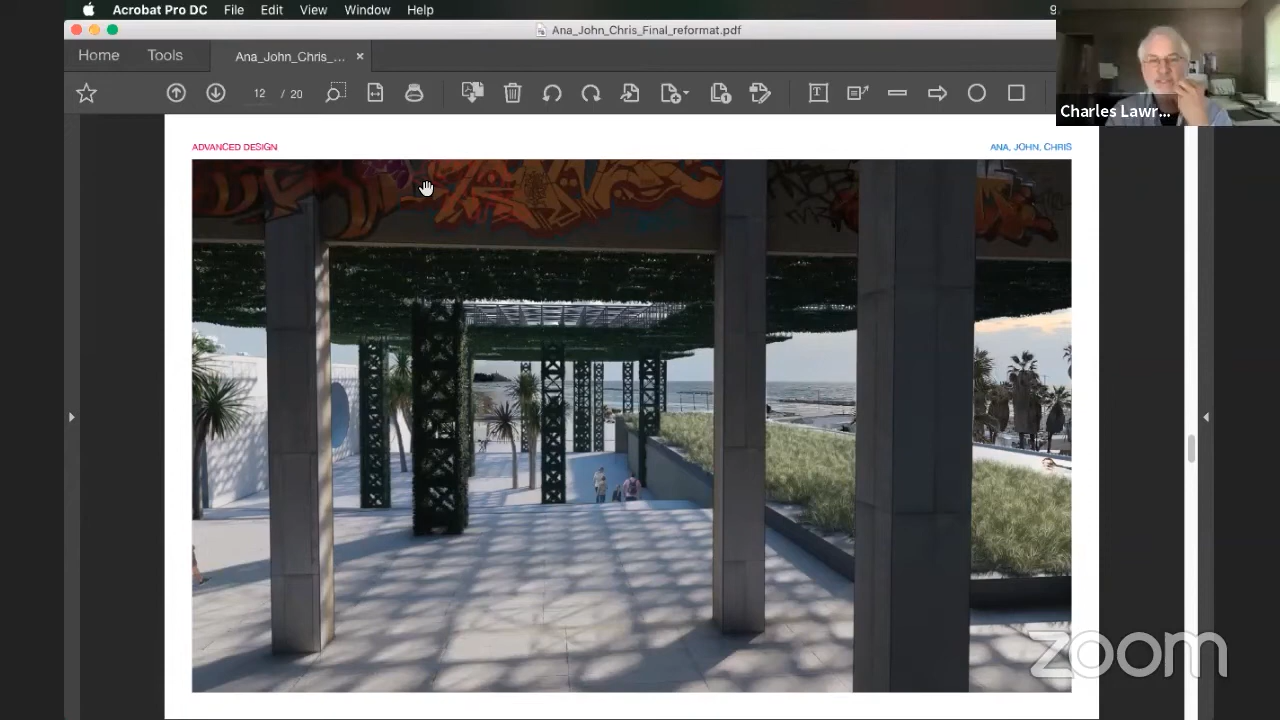 Acrobat Pro DC File Edit View Window Help 9
Ana_John_Chris_Final_reformat.pdf
Home Tools Ana_John_Chris_... ×
12 / 20
Charles Lawr...
ADVANCED DESIGN ANA, JOHN, CHRIS
zoom